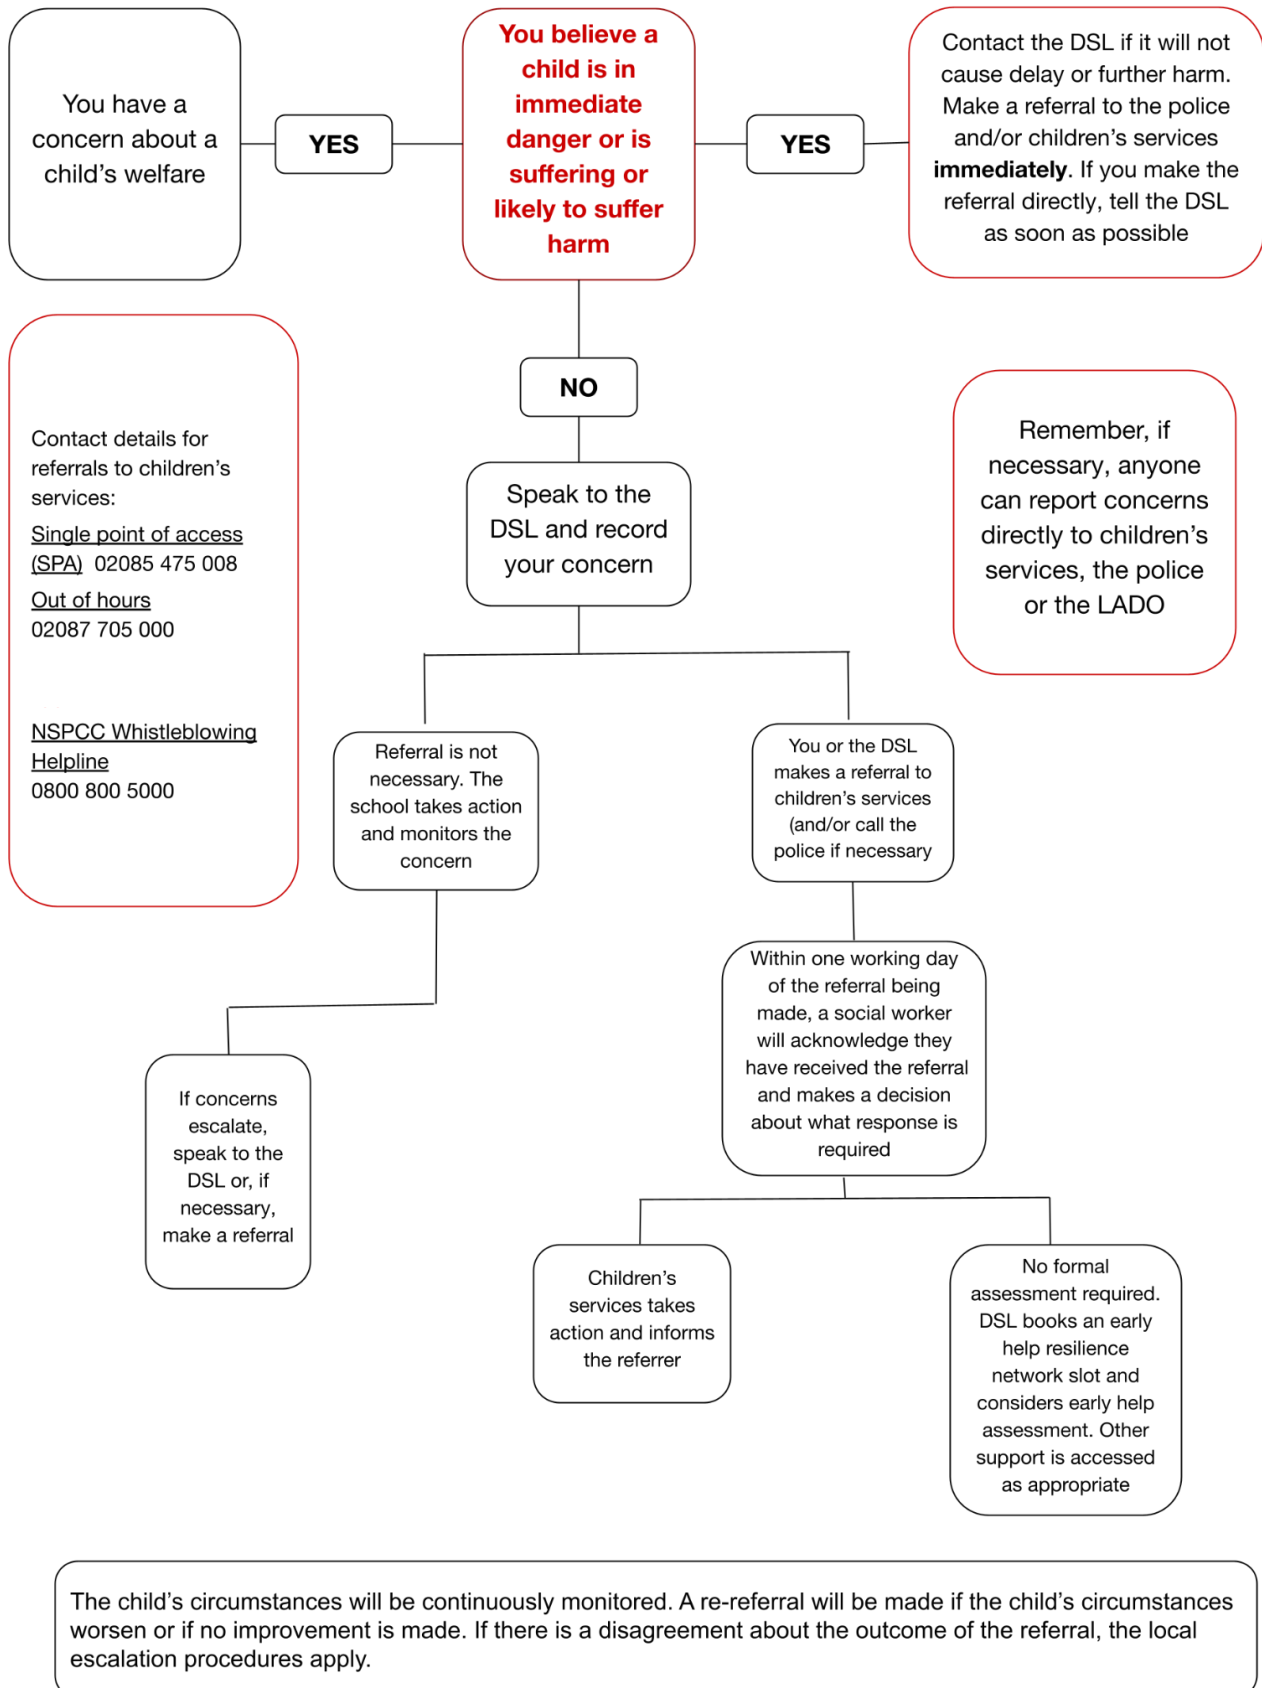 You have a
concern about a
child's welfare
YES
You believe a
child is in
immediate
danger or is
suffering or
likely to suffer
harm
YES
Contact the DSL if it will not
cause delay or further harm.
Make a referral to the police
and/or children's services
immediately. If you make the
referral directly, tell the DSL
as soon as possible
NO
Contact details for
referrals to children's
services:
Single point of access
(SPA) 02085 475 008
Out of hours
02087 705 000
NSPCC Whistleblowing
Helpline
0800 800 5000
Speak to the
DSL and record
your concern
Remember, if
necessary, anyone
can report concerns
directly to children's
services, the police
or the LADO
Referral is not
necessary. The
school takes action
and monitors the
concern
You or the DSL
makes a referral to
children's services
(and/or call the
police if necessary
If concerns
escalate,
speak to the
DSL or, if
necessary,
make a referral
Within one working day
of the referral being
made, a social worker
will acknowledge they
have received the referral
and makes a decision
about what response is
required
Children's
services takes
action and informs
the referrer
No formal
assessment required.
DSL books an early
help resilience
network slot and
considers early help
assessment. Other
support is accessed
as appropriate
The child's circumstances will be continuously monitored. A re-referral will be made if the child's circumstances
worsen or if no improvement is made. If there is a disagreement about the outcome of the referral, the local
escalation procedures apply.